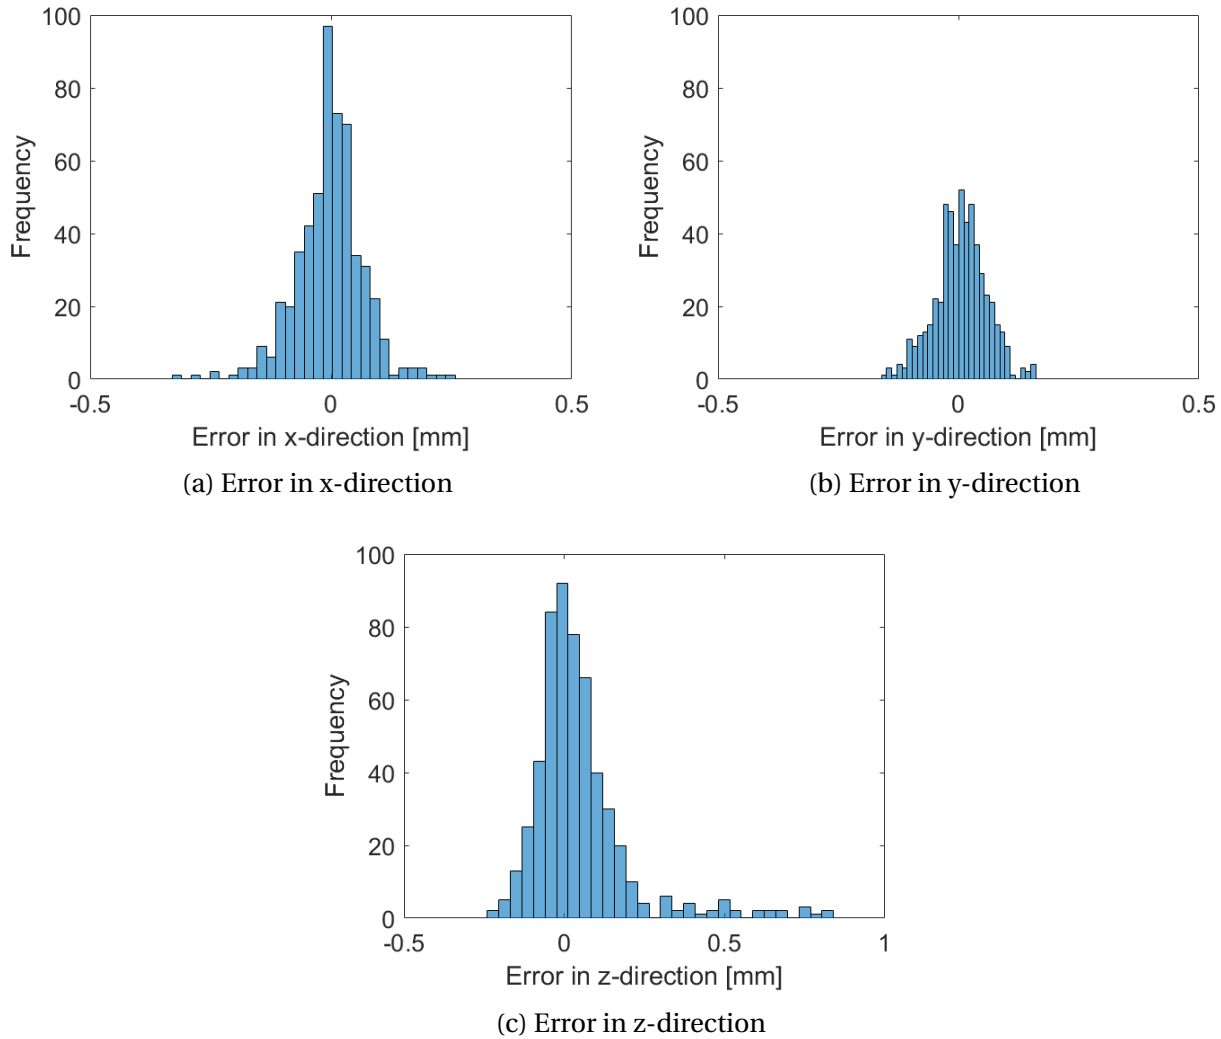 100
80
60
40
20
0
-0.5 0 0.5
Frequency
Error in x-direction [mm]
(a) Error in x-direction
100
80
60
40
20
0
-0.5 0 0.5
Frequency
Error in y-direction [mm]
(b) Error in y-direction
100
80
60
40
20
0
-0.5 0 0.5 1
Frequency
Error in z-direction [mm]
(c) Error in z-direction